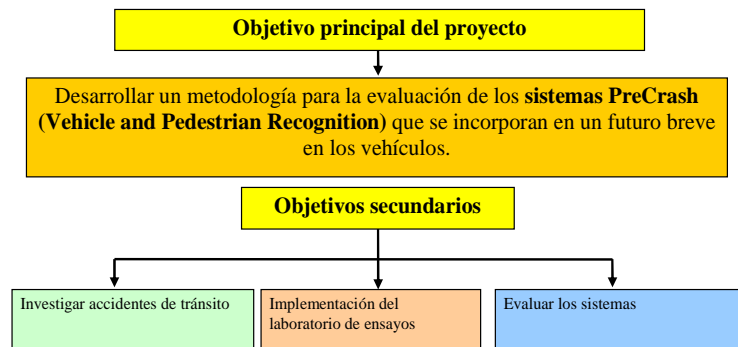 Objetivo principal del proyecto
Desarrollar un metodología para la evaluación de los sistemas PreCrash
(Vehicle and Pedestrian Recognition) que se incorporan en un futuro breve
en los vehículos.
Objetivos secundarios
Investigar accidentes de tránsito
Implementación del
laboratorio de ensayos
Evaluar los sistemas